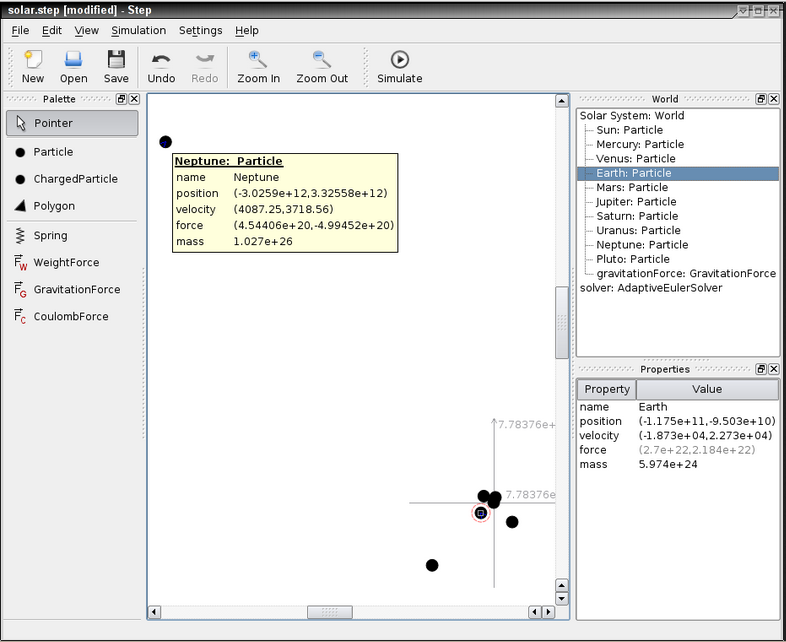 solar.step [modified] - Step
File Edit View Simulation Settings Help
New Open Save Undo Redo Zoom In Zoom Out Simulate
Palette
Pointer
Particle
ChargedParticle
Polygon
Spring
WeightForce
GravitationForce
CoulombForce
Neptune: Particle
name Neptune
position (-3.0259e+12,3.32558e+12)
velocity (4087.25,3718.56)
force (4.54406e+20,-4.99452e+20)
mass 1.027e+26
7.78376e+
7.78376e
World
Solar System: World
Sun: Particle
Mercury: Particle
Venus: Particle
Earth: Particle
Mars: Particle
Jupiter: Particle
Saturn: Particle
Uranus: Particle
Neptune: Particle
Pluto: Particle
gravitationForce: GravitationForce
solver: AdaptiveEulerSolver
Properties
Property Value
name Earth
position (-1.175e+11,-9.503e+10)
velocity (-1.873e+04,2.273e+04)
force (2.7e+22,2.184e+22)
mass 5.974e+24